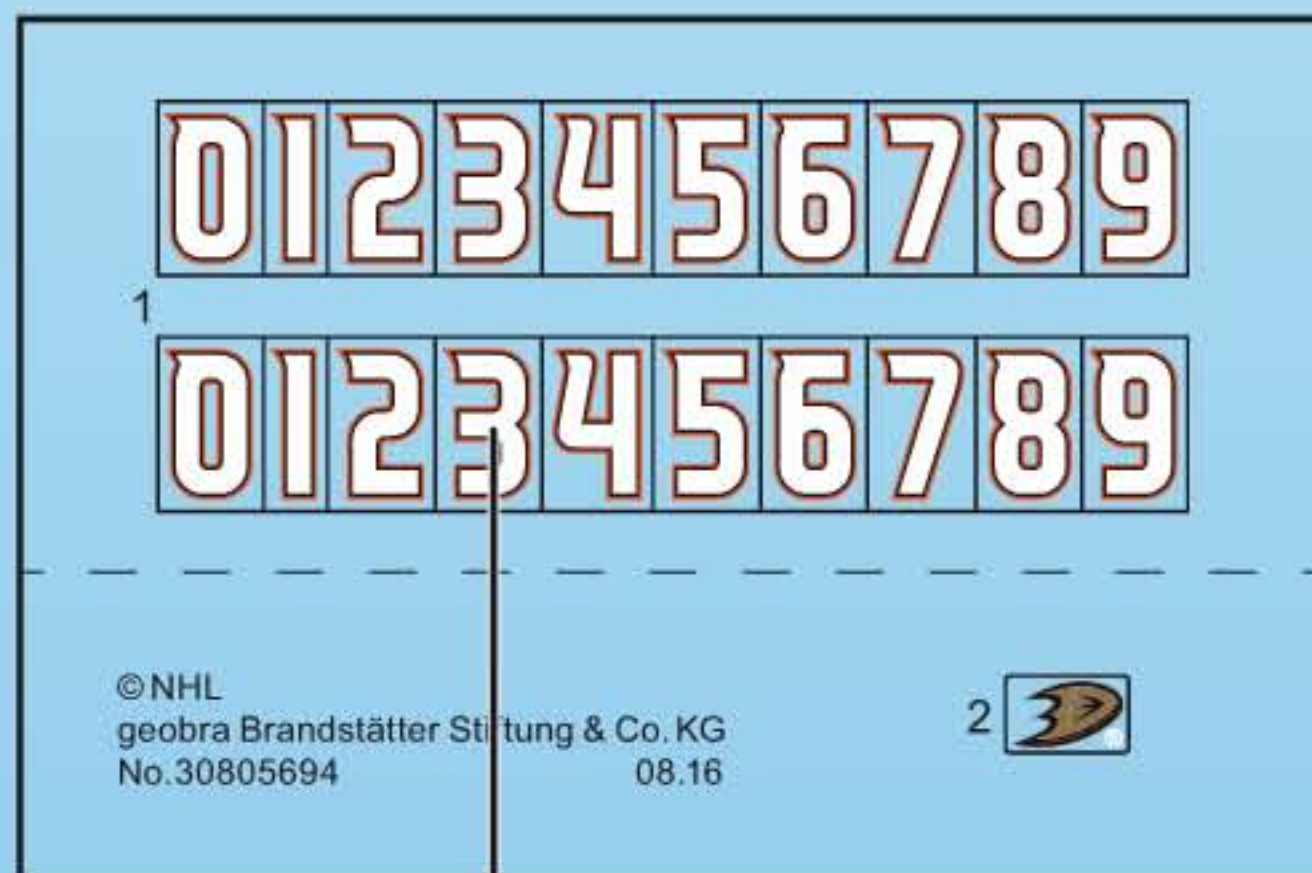 0123456789
1
0123456789
© NHL
geobra Brandstätter Stiftung & Co. KG
No.30805694 08.16
2